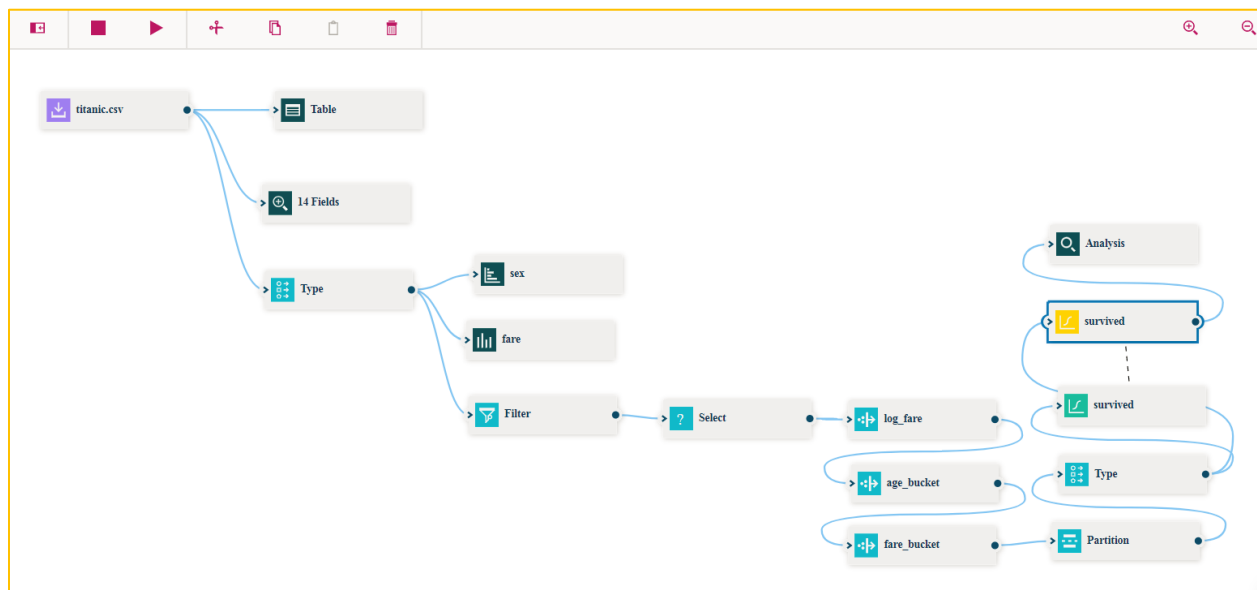 titanic.csv
Table
14 Fields
Type
sex
fare
Filter
Select
log_fare
age_bucket
fare_bucket
Partition
Type
survived
survived
Analysis
?